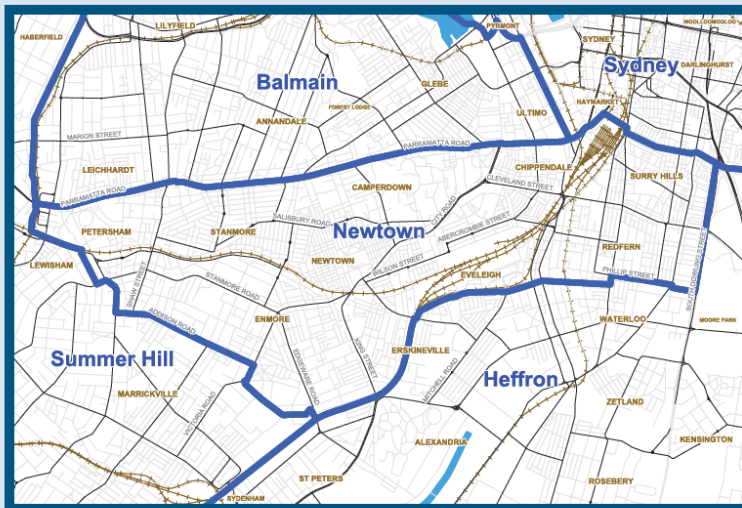 LILYFIELD
PYRMONT
WOOLLOOMOOLOO
HABERFIELD
SYDNEY
Sydney
DARLINGHURST
Balmain
GLEBE
HAYMARKET
FOREST LODGE
ULTIMO
ANNANDALE
MARION STREET
PARRAMATTA ROAD
LEICHHARDT
CHIPPENDALE
SURRY HILLS
CLEVELAND STREET
CAMPERDOWN
PARRAMATTA ROAD
CITY ROAD
SALISBURY ROAD
PETERSHAM
STANMORE
Newtown
ABERCROMBIE STREET
REDFERN
NEWTOWN
LEWISHAM
WILSON STREET
EVELEIGH
PHILLIP STREET
SHAW STREET
STANMORE ROAD
SOUTH DOWLING STREET
ADDISON ROAD
ENMORE
WATERLOO
MOORE PARK
Summer Hill
EDGEWARE ROAD
KING STREET
ERSKINEVILLE
MITCHELL ROAD
Heffron
MARRICKVILLE
VICTORIA ROAD
ZETLAND
ALEXANDRIA
KENSINGTON
ST PETERS
ROSEBERY
SYDENHAM